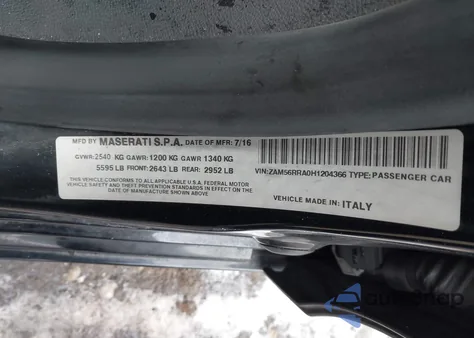 MFD BY MASERATI S.P.A. DATE OF MFR: 7/16
GVWR:2540 KG GAWR:1200 KG GAWR 1340 KG
5595 LB FRONT: 2643 LB REAR: 2952 LB
THIS VEHICLE CONFORMS TO ALL APPLICABLE U.S.A. FEDERAL MOTOR
VEHICLE SAFETY, BUMPER, AND THEFT PREVENTION STANDARDS IN
EFFECT ON THE DATE OF MANUFACTURE SHOWN ABOVE.
VIN:ZAM56RRA0H1204366 TYPE:PASSENGER CAR
VEHICLE MADE IN: ITALY